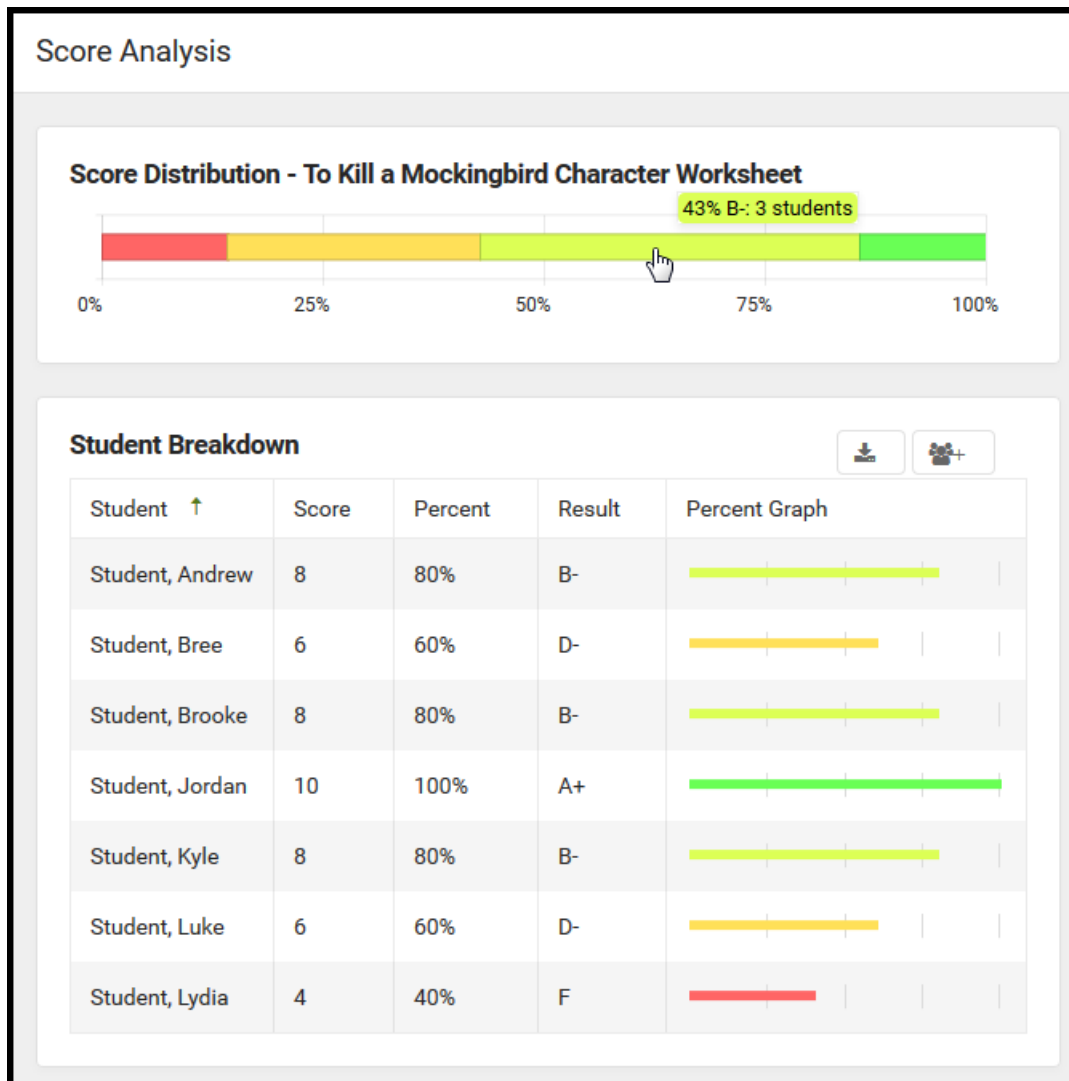 Score Analysis
Score Distribution - To Kill a Mockingbird Character Worksheet
43% B-: 3 students
0% 25% 50% 75% 100%
Student Breakdown
Student ↑ Score Percent Result Percent Graph
Student, Andrew 8 80% B-
Student, Bree 6 60% D-
Student, Brooke 8 80% B-
Student, Jordan 10 100% A+
Student, Kyle 8 80% B-
Student, Luke 6 60% D-
Student, Lydia 4 40% F